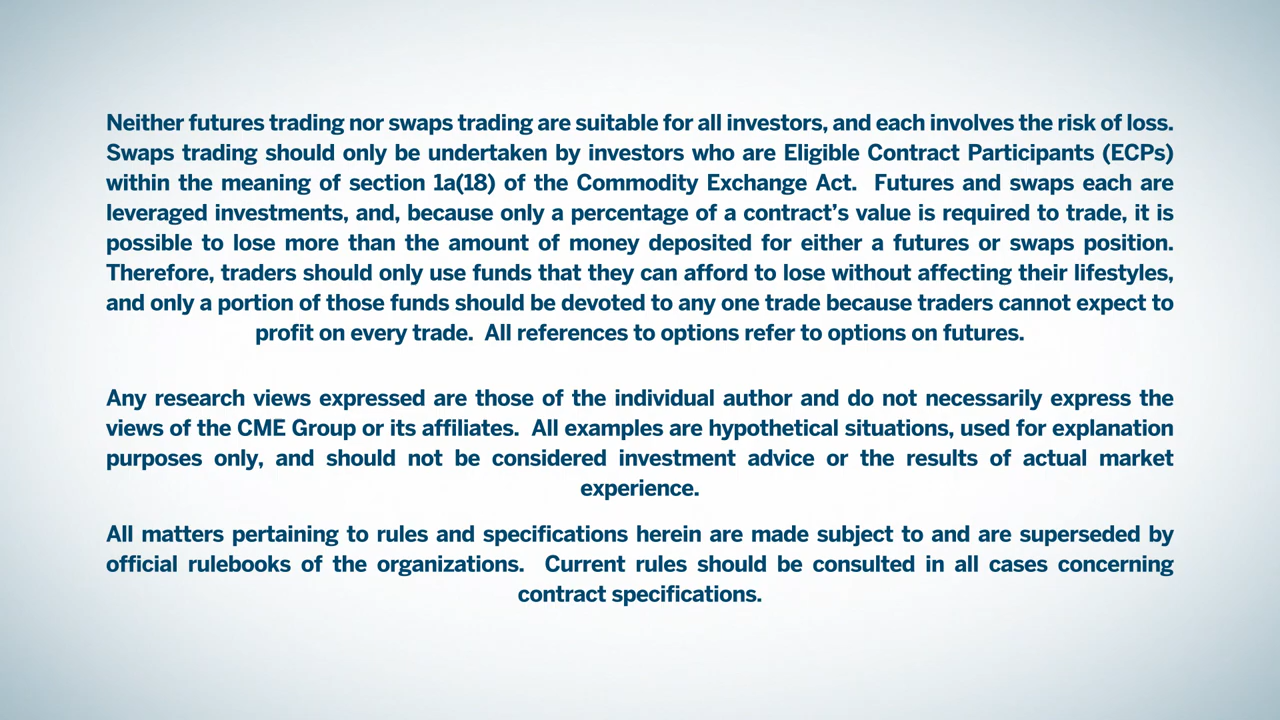 Neither futures trading nor swaps trading are suitable for all investors, and each involves the risk of loss.
Swaps trading should only be undertaken by investors who are Eligible Contract Participants (ECPs)
within the meaning of section 1a(18) of the Commodity Exchange Act.  Futures and swaps each are
leveraged investments, and, because only a percentage of a contract’s value is required to trade, it is
possible to lose more than the amount of money deposited for either a futures or swaps position.
Therefore, traders should only use funds that they can afford to lose without affecting their lifestyles,
and only a portion of those funds should be devoted to any one trade because traders cannot expect to
profit on every trade.  All references to options refer to options on futures.
Any research views expressed are those of the individual author and do not necessarily express the
views of the CME Group or its affiliates.  All examples are hypothetical situations, used for explanation
purposes only, and should not be considered investment advice or the results of actual market
experience.
All matters pertaining to rules and specifications herein are made subject to and are superseded by
official rulebooks of the organizations.  Current rules should be consulted in all cases concerning
contract specifications.